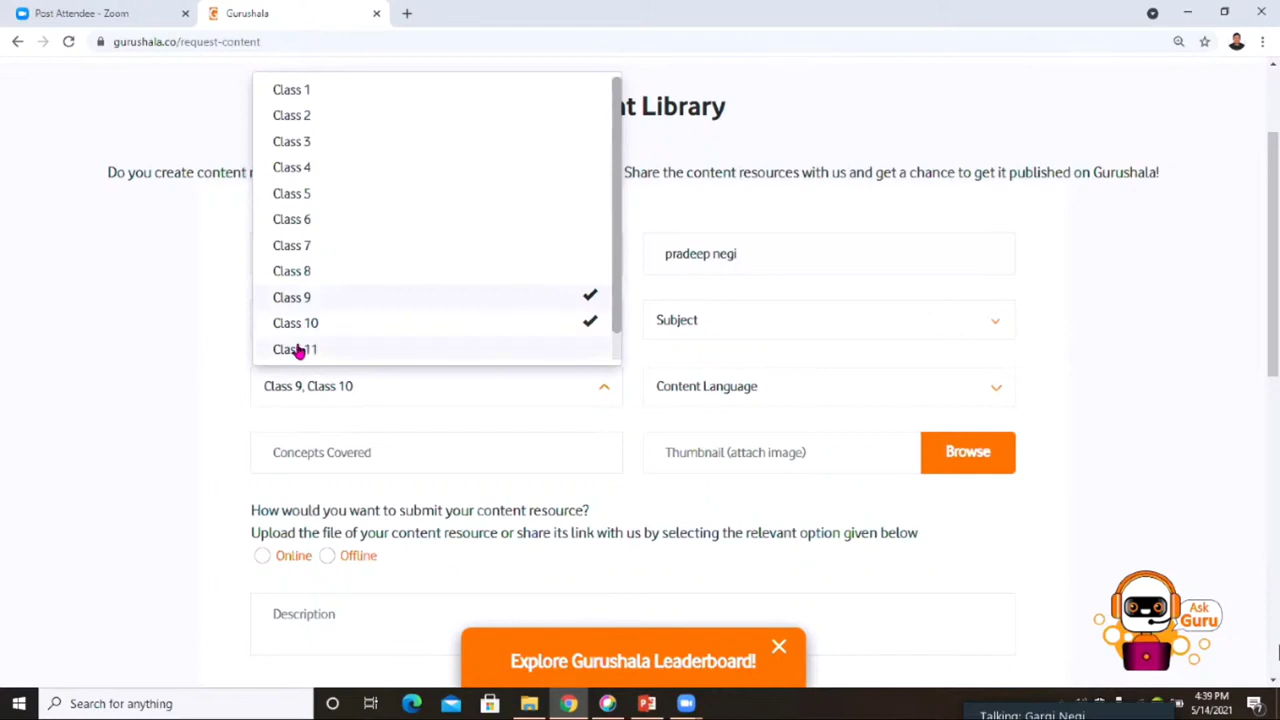 Post Attendee - Zoom
Gurushala
gurushala.co/request-content
Class 1
Class 2
Class 3
Class 4
Class 5
Class 6
Class 7
Class 8
Class 9
Class 10
Class 11
Library
Do you create content
Share the content resources with us and get a chance to get it published on Gurushala!
pradeep negi
Subject
Class 9, Class 10
Content Language
Concepts Covered
Thumbnail (attach image)
Browse
How would you want to submit your content resource?
Upload the file of your content resource or share its link with us by selecting the relevant option given below
Online
Offline
Description
Ask
Guru
Explore Gurushala Leaderboard!
Search for anything
4:39 PM
5/14/2021
Talking: Gargi Negi